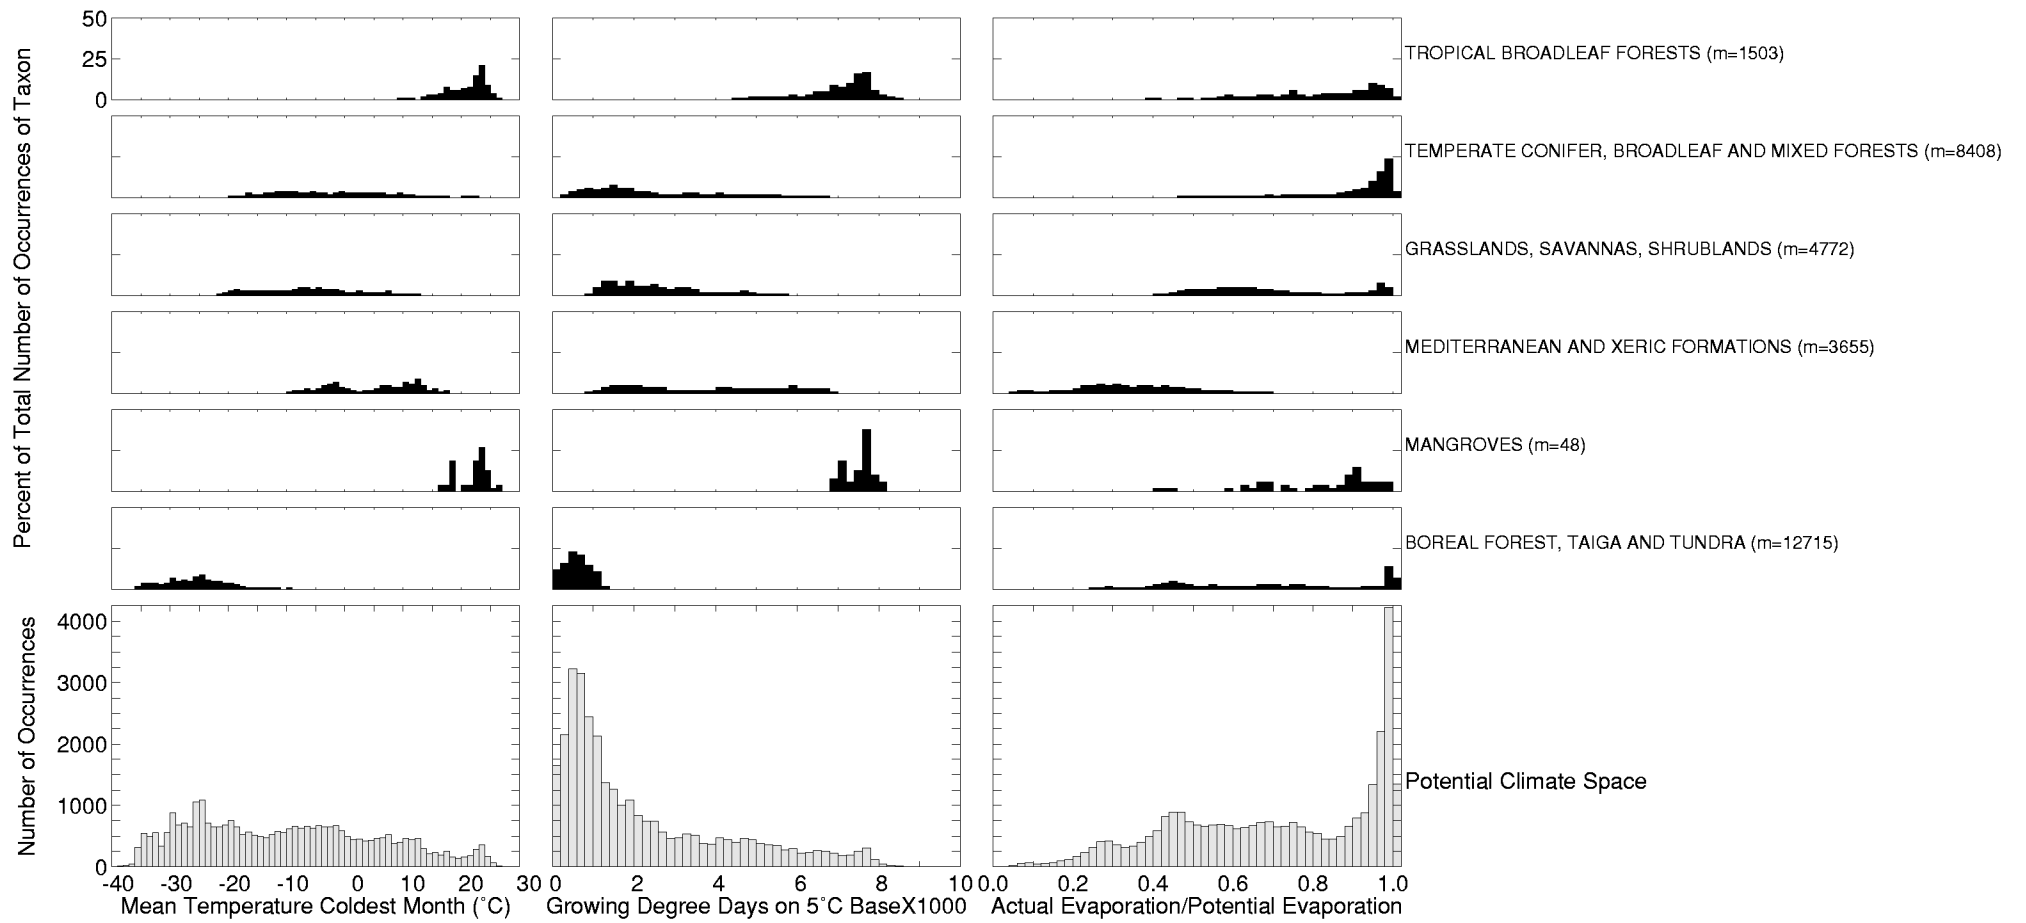 Percent of Total Number of Occurrences of Taxon
50
25
0
TROPICAL BROADLEAF FORESTS (m=1503)
TEMPERATE CONIFER, BROADLEAF AND MIXED FORESTS (m=8408)
GRASSLANDS, SAVANNAS, SHRUBLANDS (m=4772)
MEDITERRANEAN AND XERIC FORMATIONS (m=3655)
MANGROVES (m=48)
BOREAL FOREST, TAIGA AND TUNDRA (m=12715)
Number of Occurrences
4000
3000
2000
1000
0
Potential Climate Space
-40 -30 -20 -10 0 10 20 30
0 2 4 6 8 10
0.0 0.2 0.4 0.6 0.8 1.0
Mean Temperature Coldest Month (°C)
Growing Degree Days on 5°C BaseX1000
Actual Evaporation/Potential Evaporation